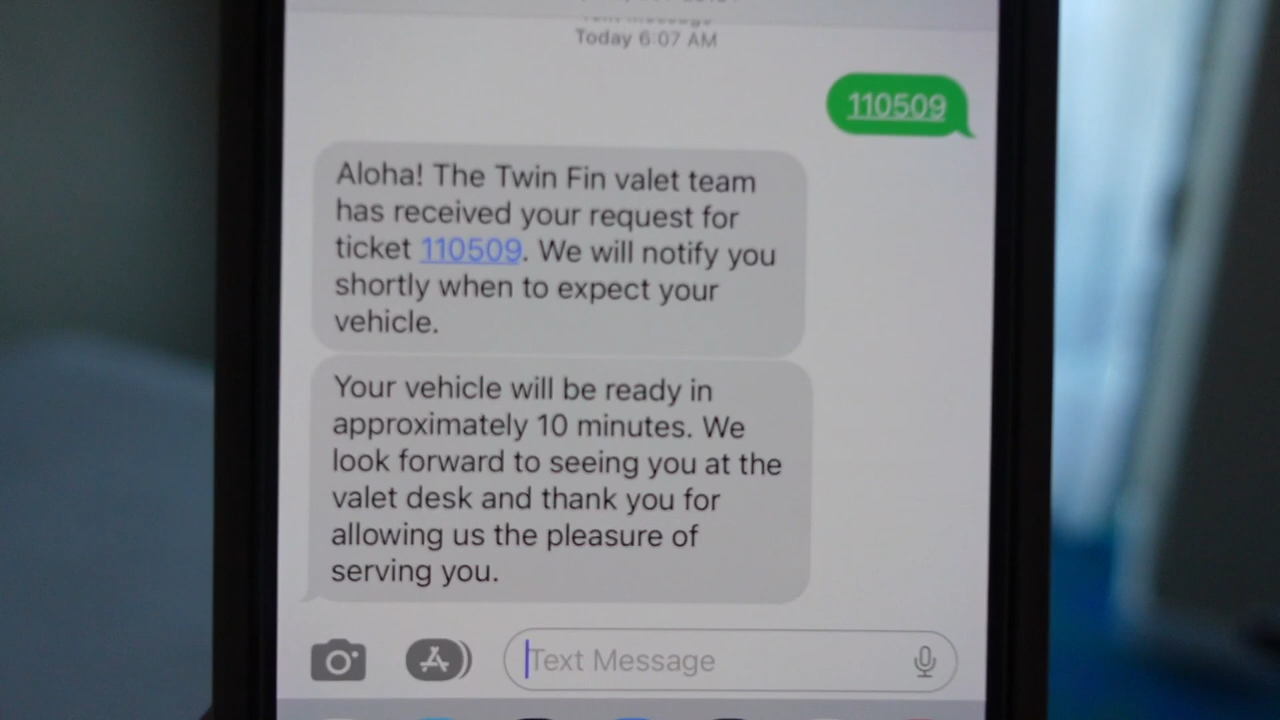 Today 6:07 AM
110509
Aloha! The Twin Fin valet team
has received your request for
ticket 110509. We will notify you
shortly when to expect your
vehicle.
Your vehicle will be ready in
approximately 10 minutes. We
look forward to seeing you at the
valet desk and thank you for
allowing us the pleasure of
serving you.
Text Message